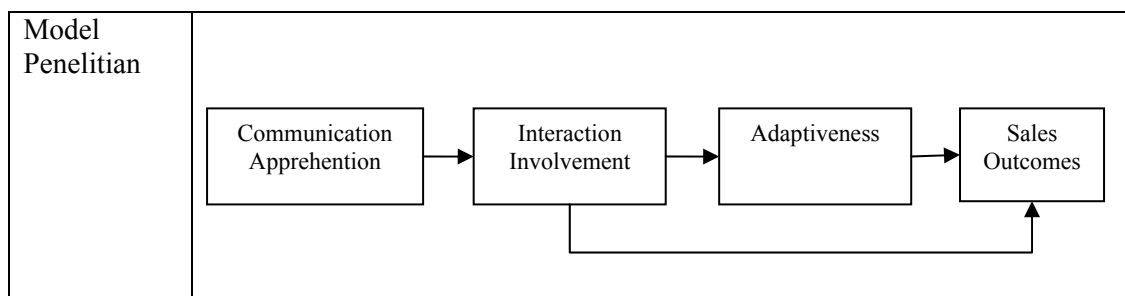 Model
Penelitian
Communication
Apprehention
Interaction
Involvement
Adaptiveness
Sales
Outcomes